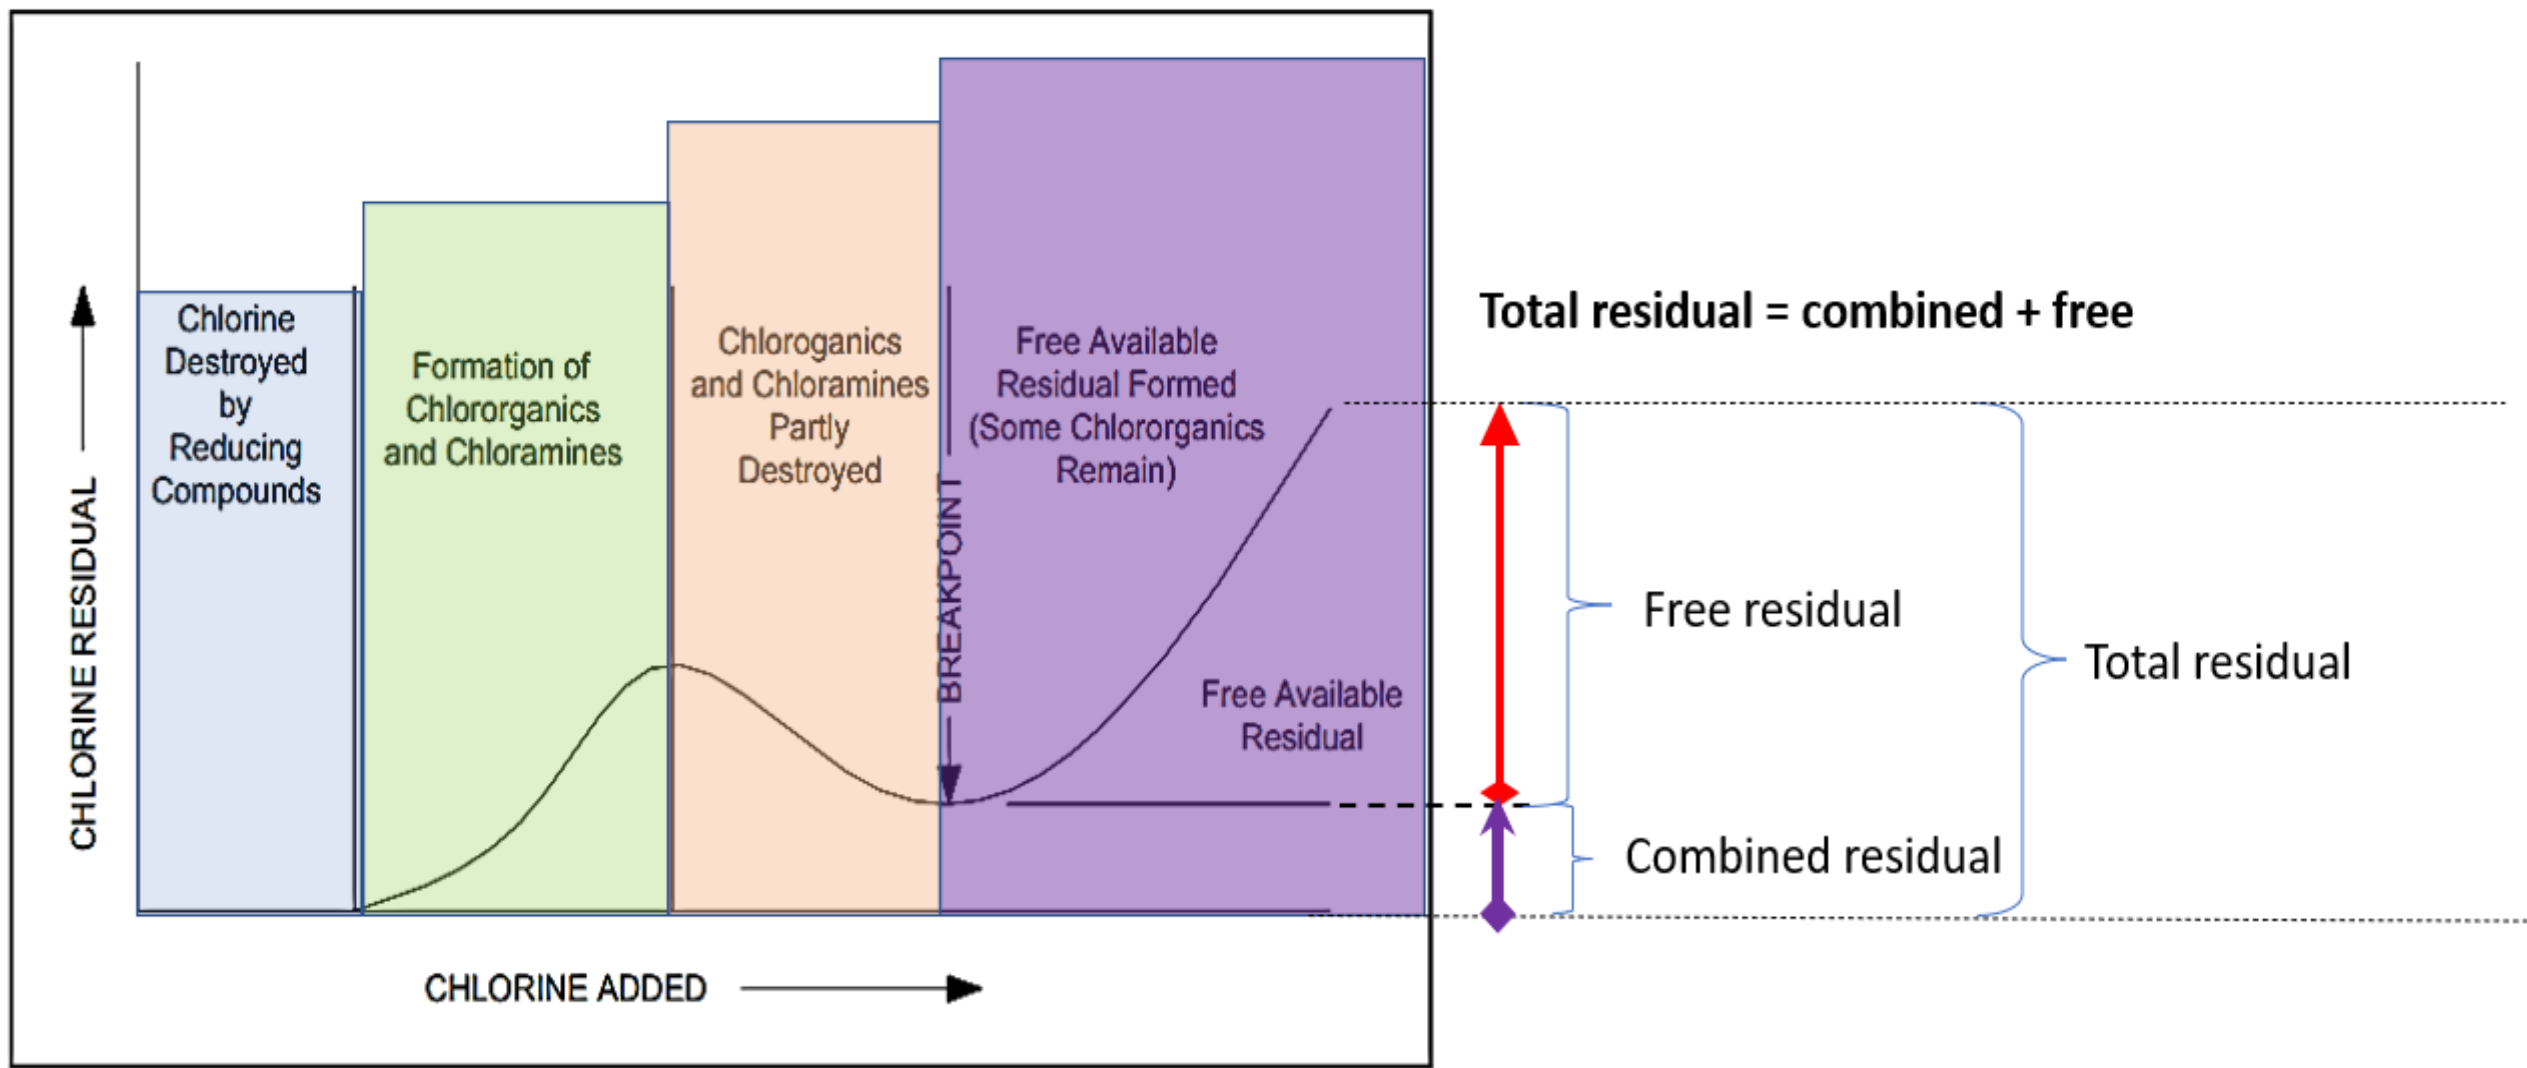 Chlorine
Destroyed
by
Reducing
Compounds
Formation of
Chlororganics
and Chloramines
Chloroganics
and Chloramines
Partly
Destroyed
Free Available
Residual Formed
(Some Chlororganics
Remain)
BREAKPOINT
Free Available
Residual
CHLORINE RESIDUAL
CHLORINE ADDED
Total residual = combined + free
Free residual
Total residual
Combined residual